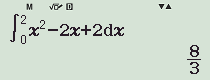 M √▱ D ▼▲
∫₀² x²−2x+2dx
8/3